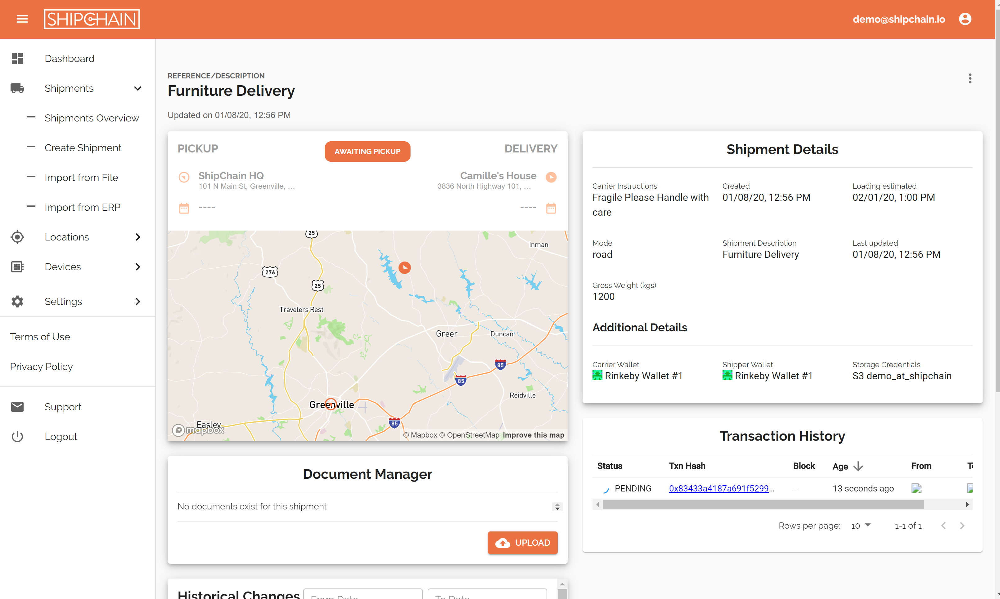 SHIPCHAIN
demo@shipchain.io
Dashboard
Shipments
Shipments Overview
Create Shipment
Import from File
Import from ERP
Locations
Devices
Settings
Terms of Use
Privacy Policy
Support
Logout
REFERENCE/DESCRIPTION
Furniture Delivery
Updated on 01/08/20, 12:56 PM
PICKUP
AWAITING PICKUP
DELIVERY
ShipChain HQ
101 N Main St, Greenville, …
Camille's House
3836 North Highway 101, …
----
----
25
Inman
276
25
Travelers Rest
Greer
Duncan
85
85
Reidville
Greenville
85
Easley
mapbox
© Mapbox © OpenStreetMap Improve this map
Document Manager
No documents exist for this shipment
UPLOAD
Historical Changes
From Date
To Date
Shipment Details
Carrier Instructions
Fragile Please Handle with
care
Created
01/08/20, 12:56 PM
Loading estimated
02/01/20, 1:00 PM
Mode
road
Shipment Description
Furniture Delivery
Last updated
01/08/20, 12:56 PM
Gross Weight (kgs)
1200
Additional Details
Carrier Wallet
Rinkeby Wallet #1
Shipper Wallet
Rinkeby Wallet #1
Storage Credentials
S3 demo_at_shipchain
Transaction History
Status Txn Hash Block Age From
PENDING 0x83433a4187a691f5299... -- 13 seconds ago
Rows per page: 10 1-1 of 1